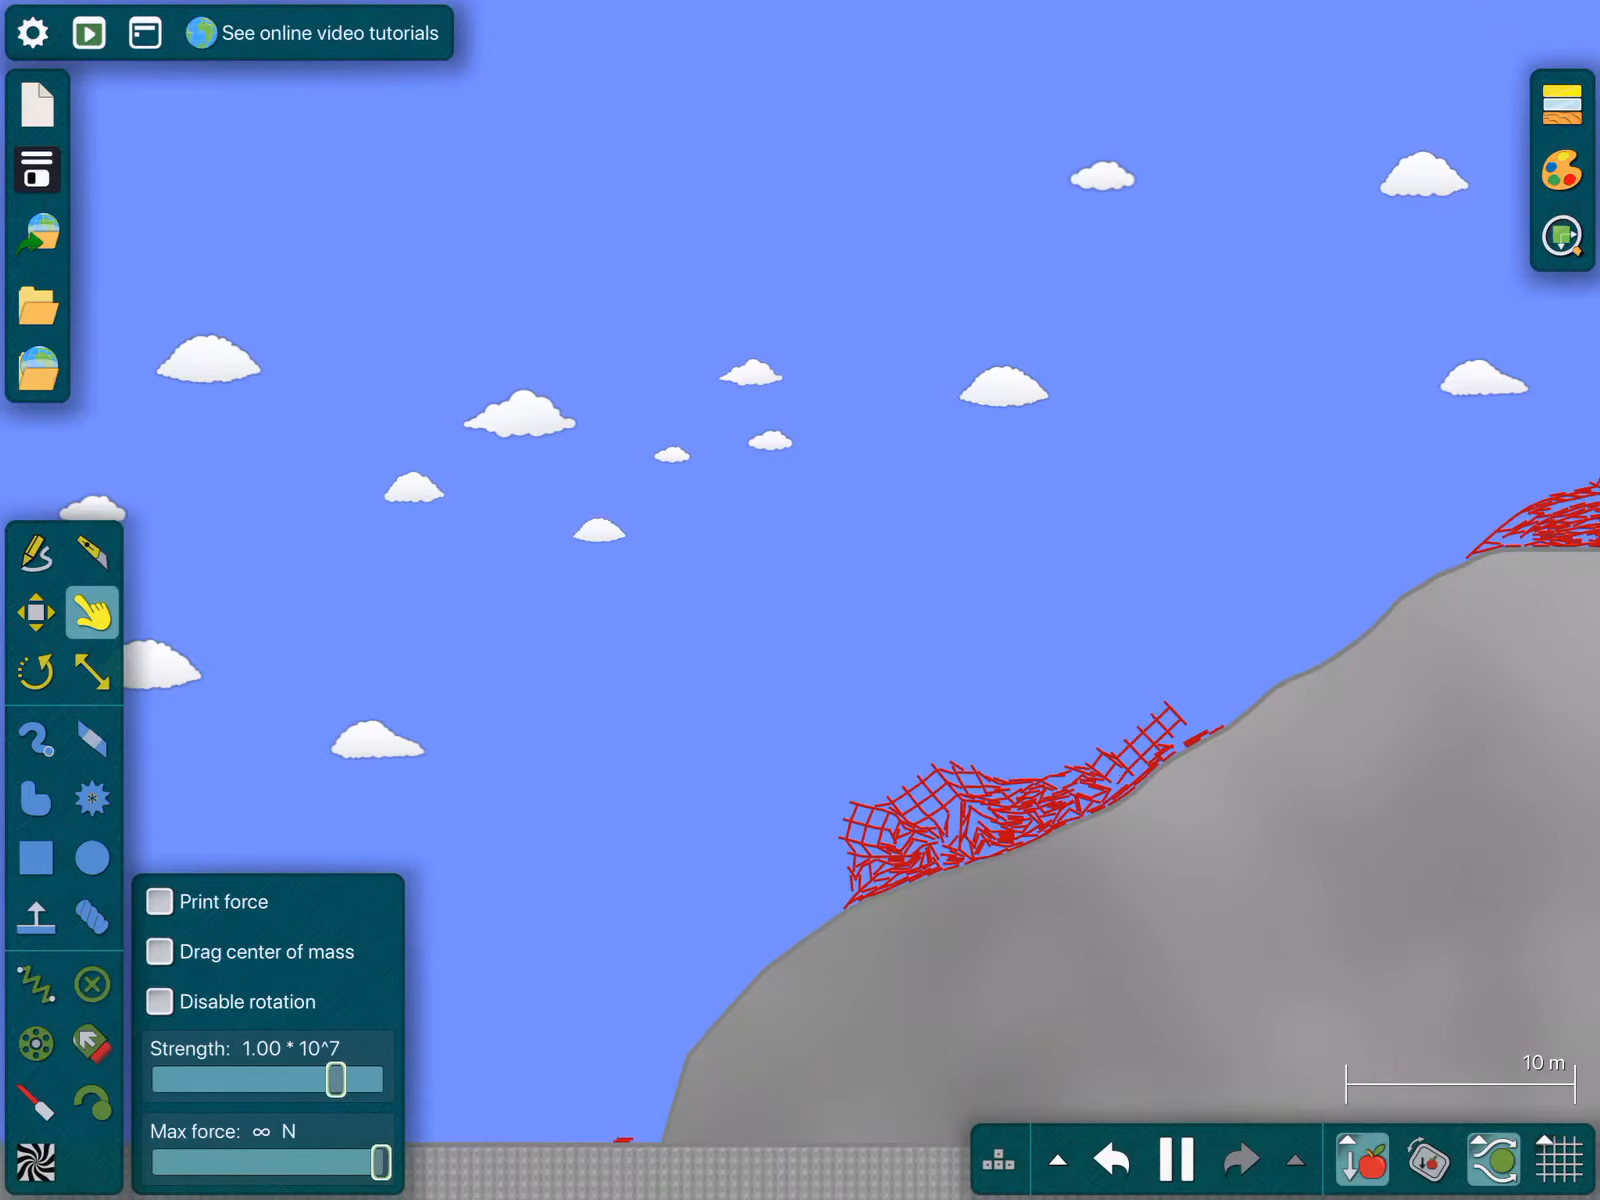 See online video tutorials
Print force
Drag center of mass
Disable rotation
Strength: 1.00 * 10^7
Max force: ∞ N
10 m